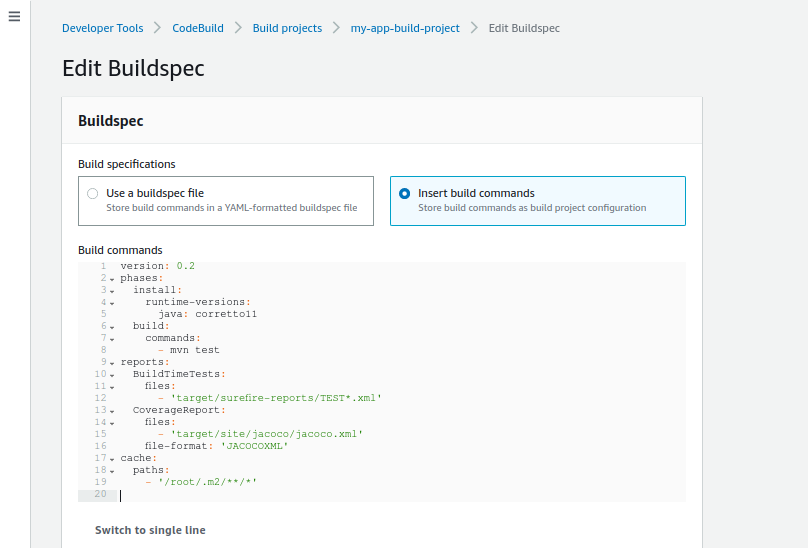 Developer Tools > CodeBuild > Build projects > my-app-build-project > Edit Buildspec
Edit Buildspec
Buildspec
Build specifications
Use a buildspec file
Store build commands in a YAML-formatted buildspec file
Insert build commands
Store build commands as build project configuration
Build commands
1 version: 0.2
2 phases:
3   install:
4     runtime-versions:
5       java: corretto11
6   build:
7     commands:
8       - mvn test
9 reports:
10   BuildTimeTests:
11     files:
12       - 'target/surefire-reports/TEST*.xml'
13   CoverageReport:
14     files:
15       - 'target/site/jacoco/jacoco.xml'
16     file-format: 'JACOCOXML'
17 cache:
18   paths:
19     - '/root/.m2/**/*'
20
Switch to single line